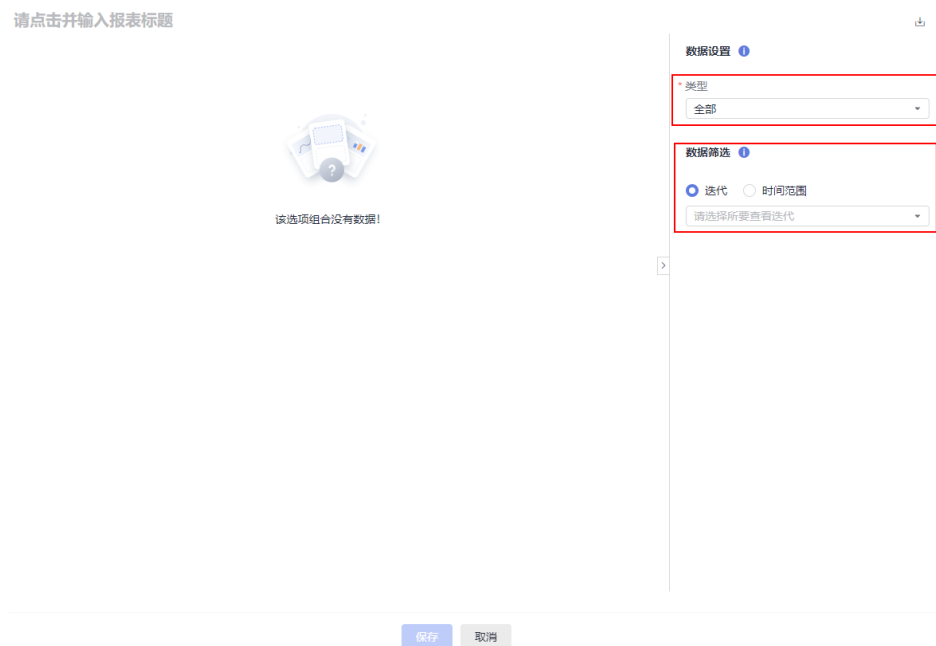 请点击并输入报表标题
数据设置
* 类型
全部
数据筛选
迭代 时间范围
请选择所要查看迭代
该选项组合没有数据!
保存 取消